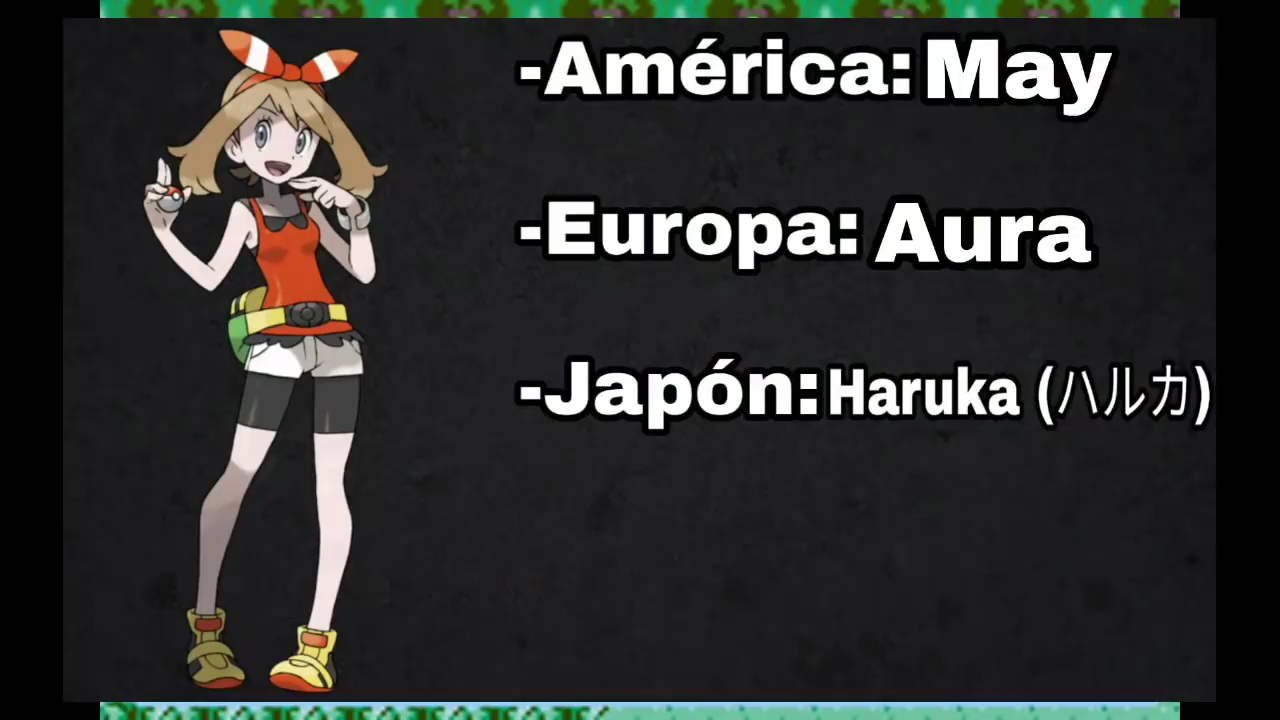 -América: May
-Europa: Aura
-Japón: Haruka (ハルカ)